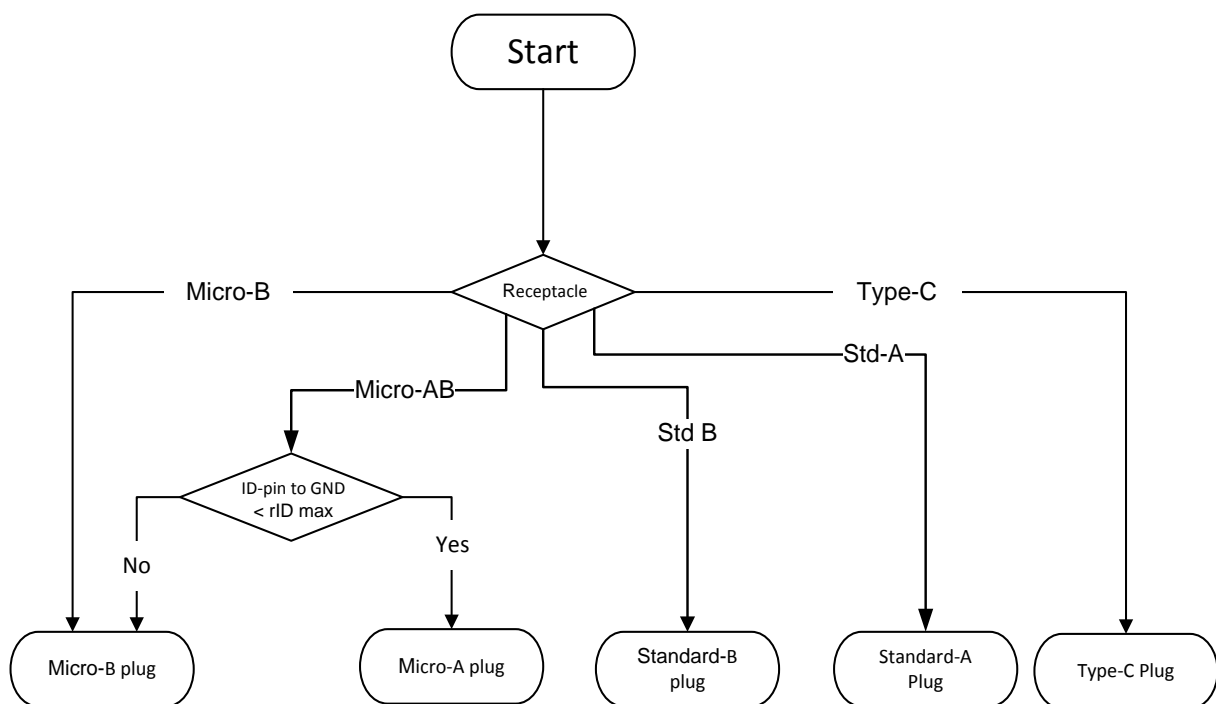 Start
Receptacle
Micro-B
Type-C
Std-A
Micro-AB
Std B
ID-pin to GND
< rID max
Yes
No
Micro-B plug
Micro-A plug
Standard-B
plug
Standard-A
Plug
Type-C Plug